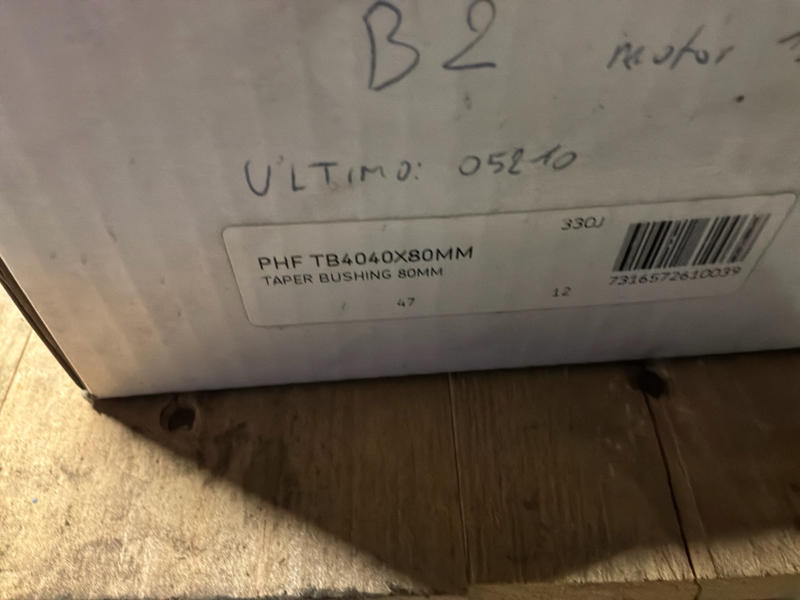 B2 motor
ULTIMO: 05210
330J
PHF TB4040X80MM
TAPER BUSHING 80MM
7316572610039
47 12